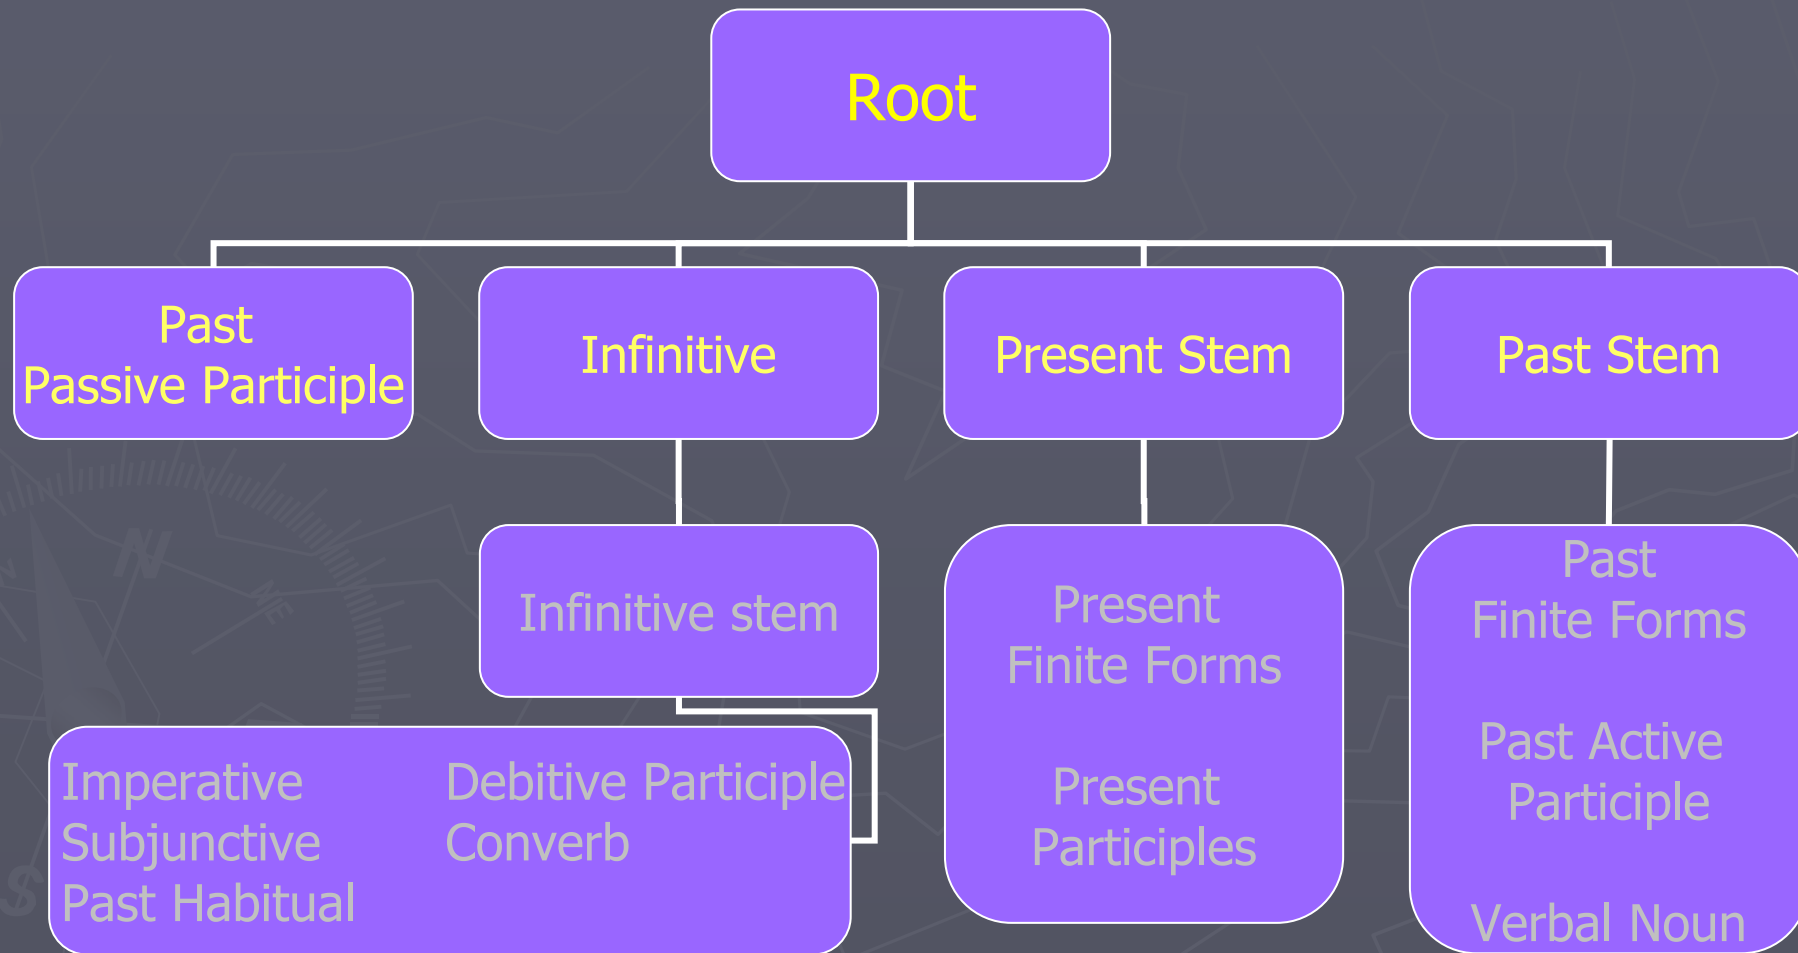 Root
Past
Passive Participle
Infinitive
Present Stem
Past Stem
Infinitive stem
Imperative
Subjunctive
Past Habitual
Debitive Participle
Converb
Present
Finite Forms
Present
Participles
Past
Finite Forms
Past Active
Participle
Verbal Noun
N
NE
S